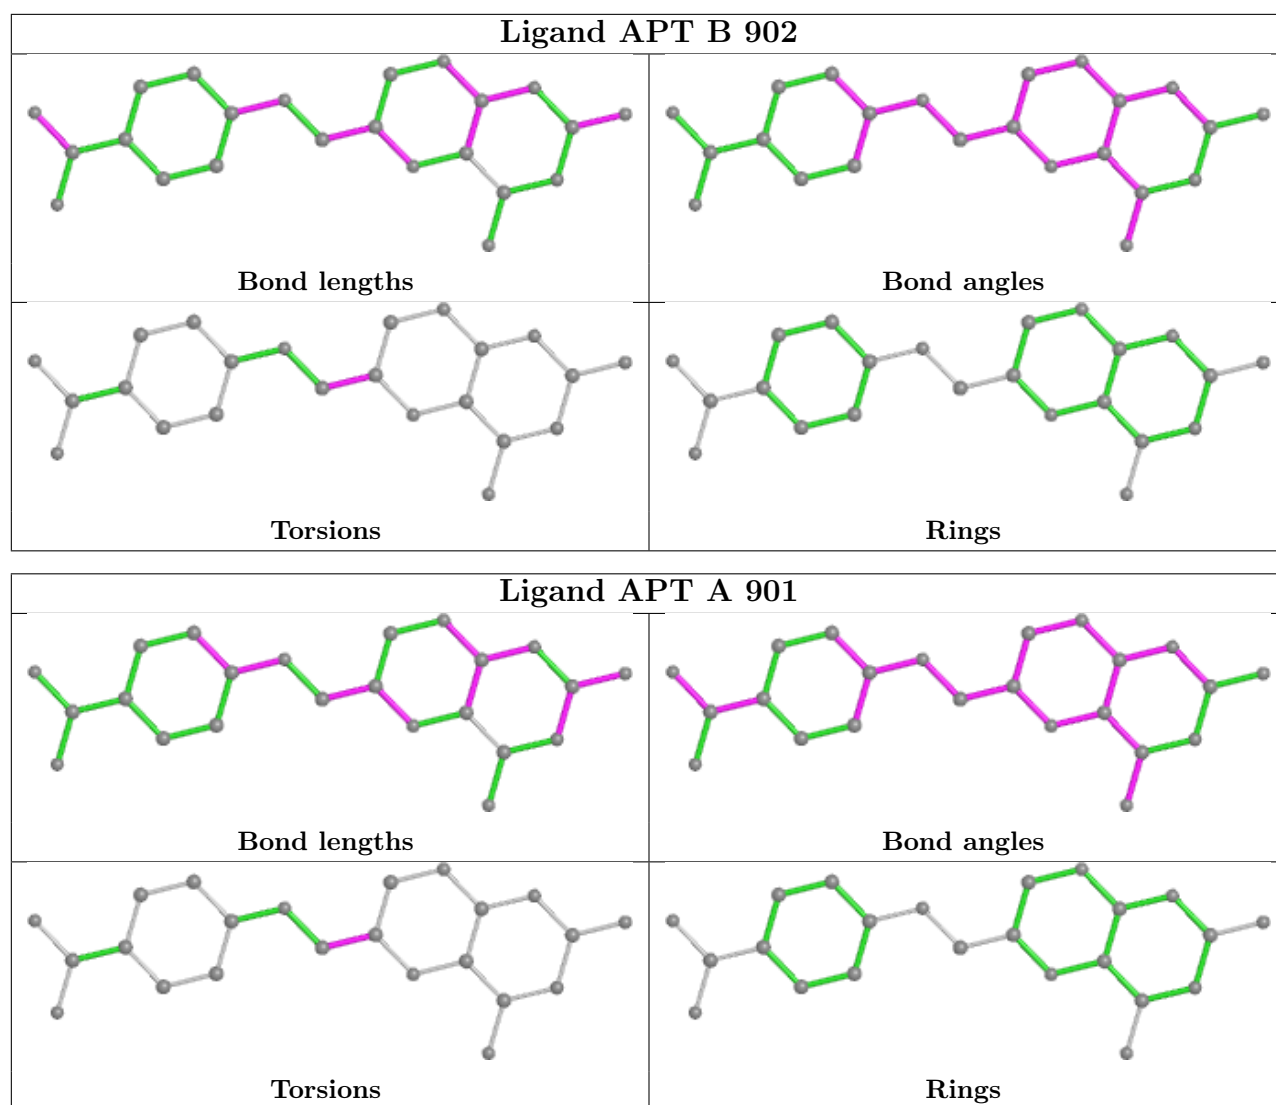 Ligand APT B 902
Bond lengths Bond angles
Torsions Rings
Ligand APT A 901
Bond lengths Bond angles
Torsions Rings